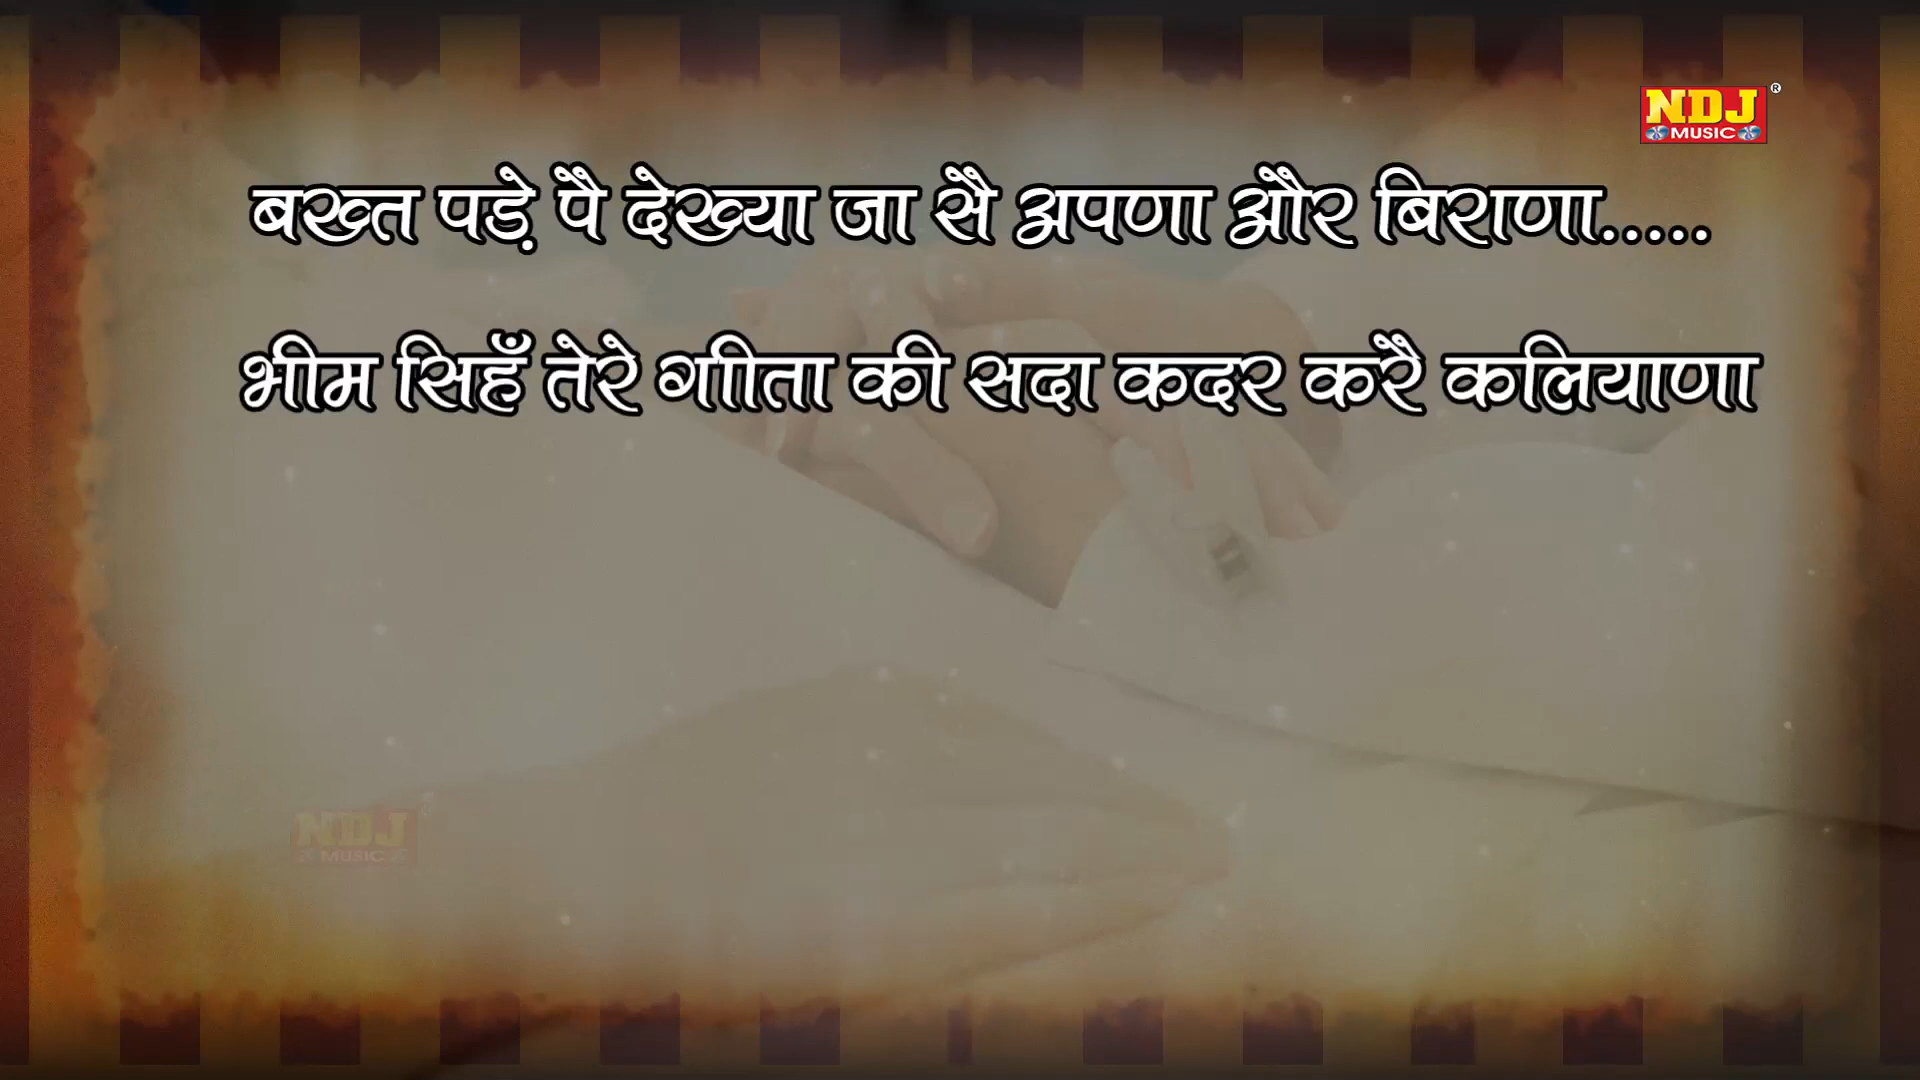 NDJ
MUSIC
बख्त पड़े पै देख्या जा सै अपणा और बिराणा.....
भीम सिहँ तेरे गाीता की सदा कदर करै कलियाणा
NDJ
MUSIC